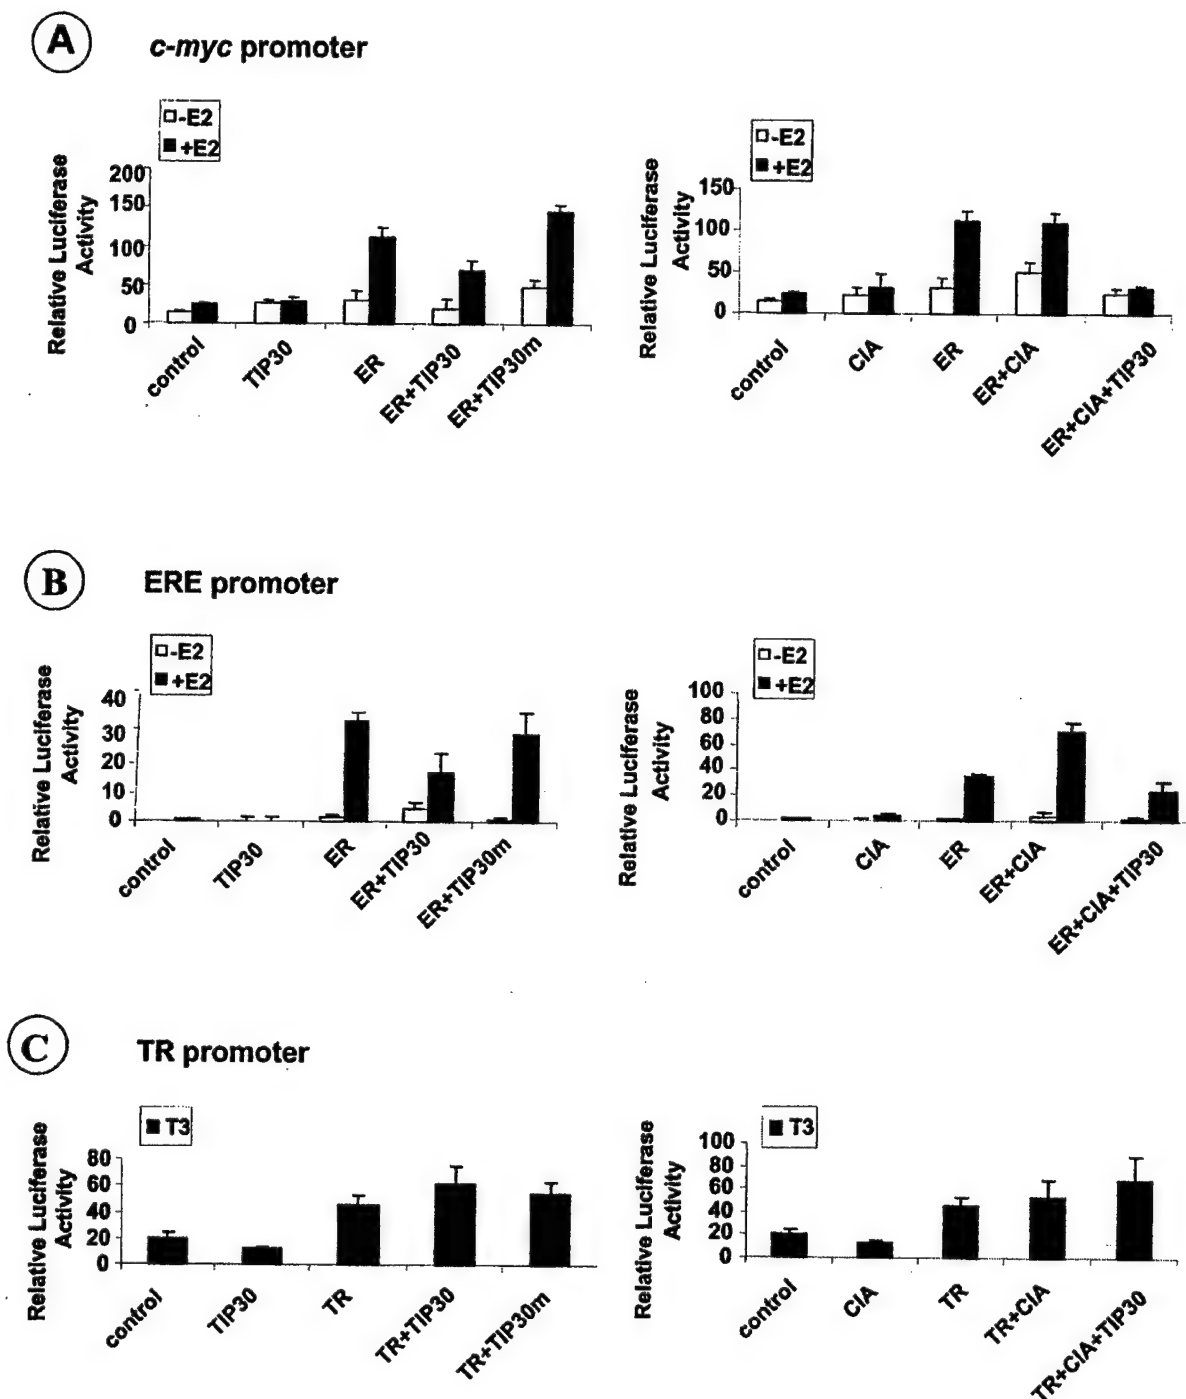 A c-myc promoter
-E2
+E2
Relative Luciferase
Activity
200
150
100
50
0
control
TIP30
ER
ER+TIP30
ER+TIP30m
-E2
+E2
Relative Luciferase
Activity
150
100
50
0
control
CIA
ER
ER+CIA
ER+CIA+TIP30
B ERE promoter
-E2
+E2
Relative Luciferase
Activity
40
30
20
10
0
control
TIP30
ER
ER+TIP30
ER+TIP30m
-E2
+E2
Relative Luciferase
Activity
100
80
60
40
20
0
control
CIA
ER
ER+CIA
ER+CIA+TIP30
C TR promoter
T3
Relative Luciferase
Activity
80
60
40
20
0
control
TIP30
TR
TR+TIP30
TR+TIP30m
T3
Relative Luciferase
Activity
100
80
60
40
20
0
control
CIA
TR
TR+CIA
TR+CIA+TIP30